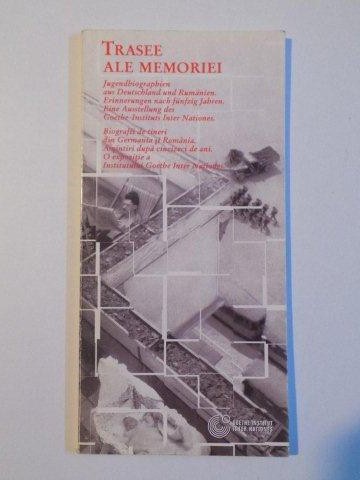 TRASEE
ALE MEMORIEI
Jugendbiographien
aus Deutschland und Rumänien.
Erinnerungen nach fünfzig Jahren.
Eine Ausstellung des
Goethe-Instituts Inter Nationes.
Biografii de tineri
din Germania şi România.
Amintiri după cincizeci de ani.
O expoziţie a
Institutului Goethe Inter Nationes.
GOETHE-INSTITUT
INTER NATIONES